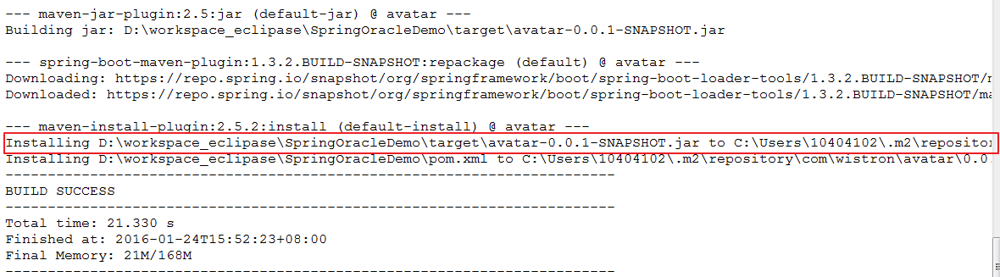 --- maven-jar-plugin:2.5:jar (default-jar) @ avatar ---
Building jar: D:\workspace_eclipase\SpringOracleDemo\target\avatar-0.0.1-SNAPSHOT.jar
--- spring-boot-maven-plugin:1.3.2.BUILD-SNAPSHOT:repackage (default) @ avatar ---
Downloading: https://repo.spring.io/snapshot/org/springframework/boot/spring-boot-loader-tools/1.3.2.BUILD-SNAPSHOT/
Downloaded: https://repo.spring.io/snapshot/org/springframework/boot/spring-boot-loader-tools/1.3.2.BUILD-SNAPSHOT/ma
--- maven-install-plugin:2.5.2:install (default-install) @ avatar ---
Installing D:\workspace_eclipase\SpringOracleDemo\target\avatar-0.0.1-SNAPSHOT.jar to C:\Users\10404102\.m2\repositor
Installing D:\workspace_eclipase\SpringOracleDemo\pom.xml to C:\Users\10404102\.m2\repository\com\wistron\avatar\0.0.
------------------------------------------------------------------------
BUILD SUCCESS
------------------------------------------------------------------------
Total time: 21.330 s
Finished at: 2016-01-24T15:52:23+08:00
Final Memory: 21M/168M
------------------------------------------------------------------------